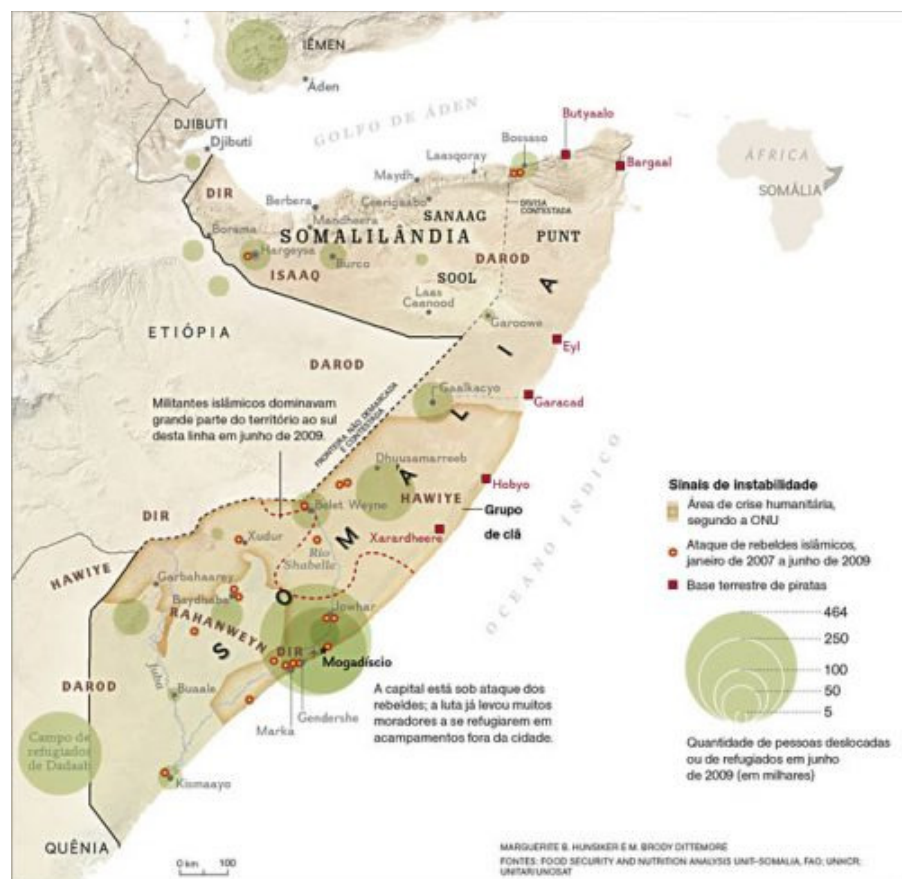 IÊMEN
Áden
DJIBUTI
Djibuti
GOLFO DE ÁDEN
Butyaalo
Bossaso
Bargaal
Laasqoray
Maydh
DIR
Ceerigaabo
Berbera
SANAAG
DIVISA
CONTESTADA
ÁFRICA
SOMÁLIA
Borama
Mandheera
SOMALILÂNDIA
PUNT
Hargeysa
Burco
DAROD
ISAAQ
SOOL
Laas
Caanood
Garoowe
ETIÓPIA
Eyl
DAROD
Gaalkacyo
Garacad
FRONTEIRA NÃO DEMARCADA
E CONTESTADA
Militantes islâmicos dominavam
grande parte do território ao sul
desta linha em junho de 2009.
Dhuusamarreeb
HAWIYE
Hobyo
Grupo
de clã
Belet Weyne
DIR
Xudur
Xarardheere
Rio
Shabelle
HAWIYE
Garbahaarey
Baydhaba
SOMALIA
OCEANO ÍNDICO
Jowhar
RAHANWEYN
DIR
Mogadíscio
DAROD
Juba
Buaale
Marka
Gendershe
A capital está sob ataque dos
rebeldes; a luta já levou muitos
moradores a se refugiarem em
acampamentos fora da cidade.
Campo de
refugiados
de Dadaab
Kismaayo
QUÊNIA
0 km 100
Sinais de instabilidade
Área de crise humanitária,
segundo a ONU
Ataque de rebeldes islâmicos,
janeiro de 2007 a junho de 2009
Base terrestre de piratas
464
250
100
50
5
Quantidade de pessoas deslocadas
ou de refugiados em junho
de 2009 (em milhares)
MARGUERITE B. HUNSIKER E M. BRODY DITTEMORE
FONTES: FOOD SECURITY AND NUTRITION ANALYSIS UNIT-SOMALIA, FAO; UNHCR;
UNITAR/UNOSAT